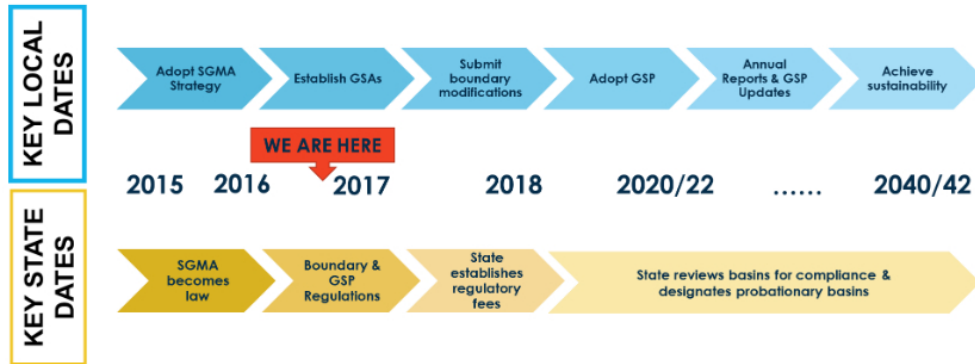 KEY LOCAL
DATES
Adopt SGMA
Strategy
Establish GSAs
Submit
boundary
modifications
Adopt GSP
Annual
Reports & GSP
Updates
Achieve
sustainability
WE ARE HERE
2015
2016
2017
2018
2020/22
......
2040/42
KEY STATE
DATES
SGMA
becomes
law
Boundary &
GSP
Regulations
State
establishes
regulatory
fees
State reviews basins for compliance &
designates probationary basins